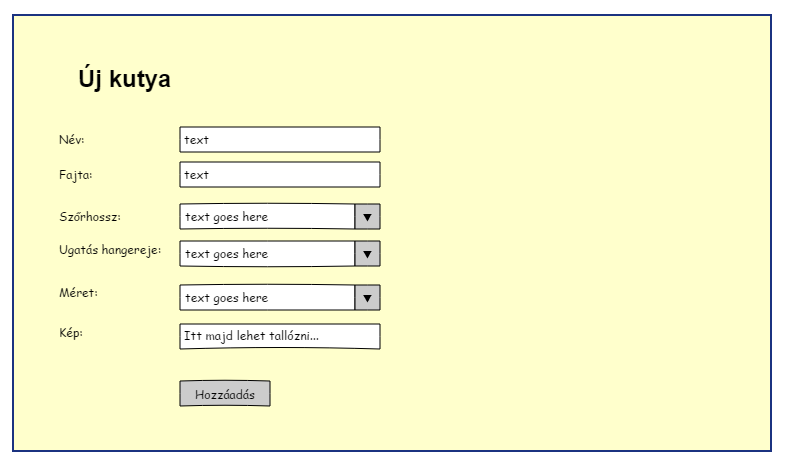 Új kutya
Név: text
Fajta: text
Szőrhossz: text goes here
Ugatás hangereje: text goes here
Méret: text goes here
Kép: Itt majd lehet tallózni...
Hozzáadás